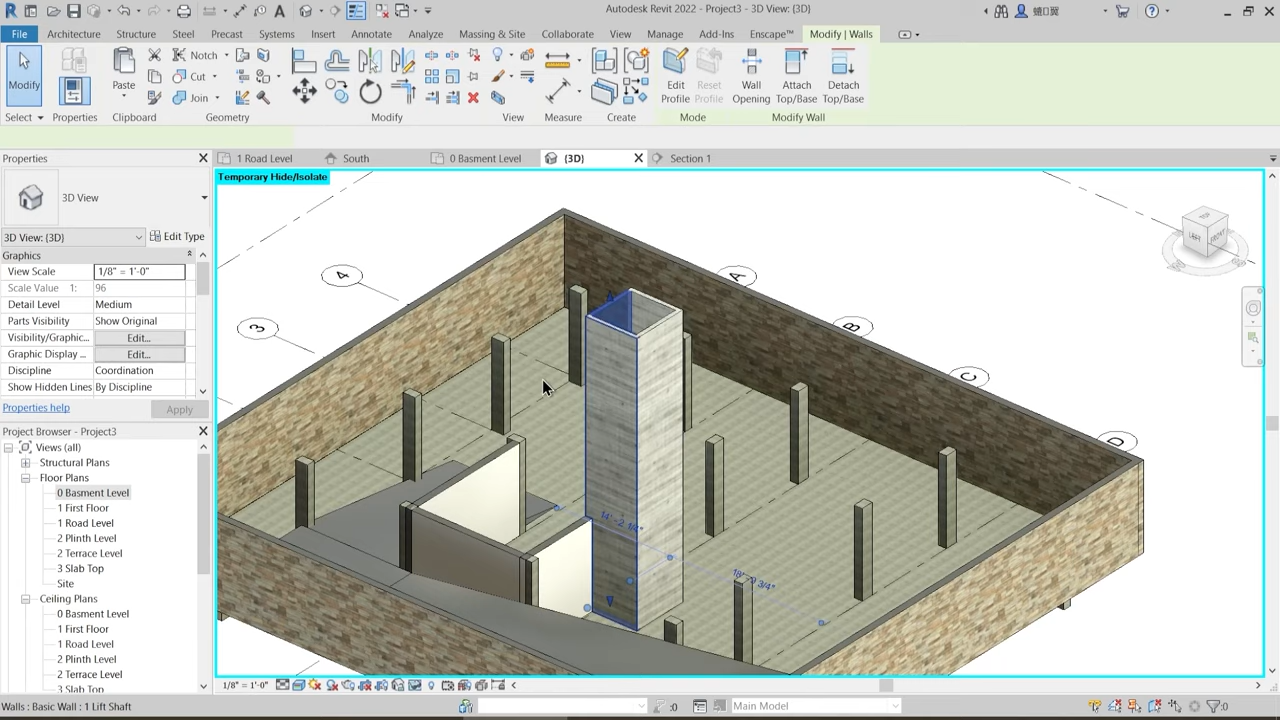 Autodesk Revit 2022 - Project3 - 3D View: {3D}
File Architecture Structure Steel Precast Systems Insert Annotate Analyze Massing & Site Collaborate View Manage Add-Ins Enscape™ Modify | Walls
Modify
Paste
Notch
Cut
Join
Edit Profile
Reset Profile
Wall Opening
Attach Top/Base
Detach Top/Base
Select Properties Clipboard Geometry Modify View Measure Create Mode Modify Wall
Properties
1 Road Level South 0 Basment Level {3D} Section 1
Temporary Hide/Isolate
3D View
3D View: {3D}
Edit Type
Graphics
View Scale 1/8" = 1'-0"
Scale Value 1: 96
Detail Level Medium
Parts Visibility Show Original
Visibility/Graphic... Edit...
Graphic Display ... Edit...
Discipline Coordination
Show Hidden Lines By Discipline
Properties help Apply
Project Browser - Project3
Views (all)
Structural Plans
Floor Plans
0 Basment Level
1 First Floor
1 Road Level
2 Plinth Level
2 Terrace Level
3 Slab Top
Site
Ceiling Plans
0 Basment Level
1 First Floor
1 Road Level
2 Plinth Level
2 Terrace Level
3 Slab Top
TOP
LEFT FRONT
4
3
A
B
C
D
14' -2 1/4"
1/8" = 1'-0"
Walls : Basic Wall : 1 Lift Shaft
:0
Main Model
:0